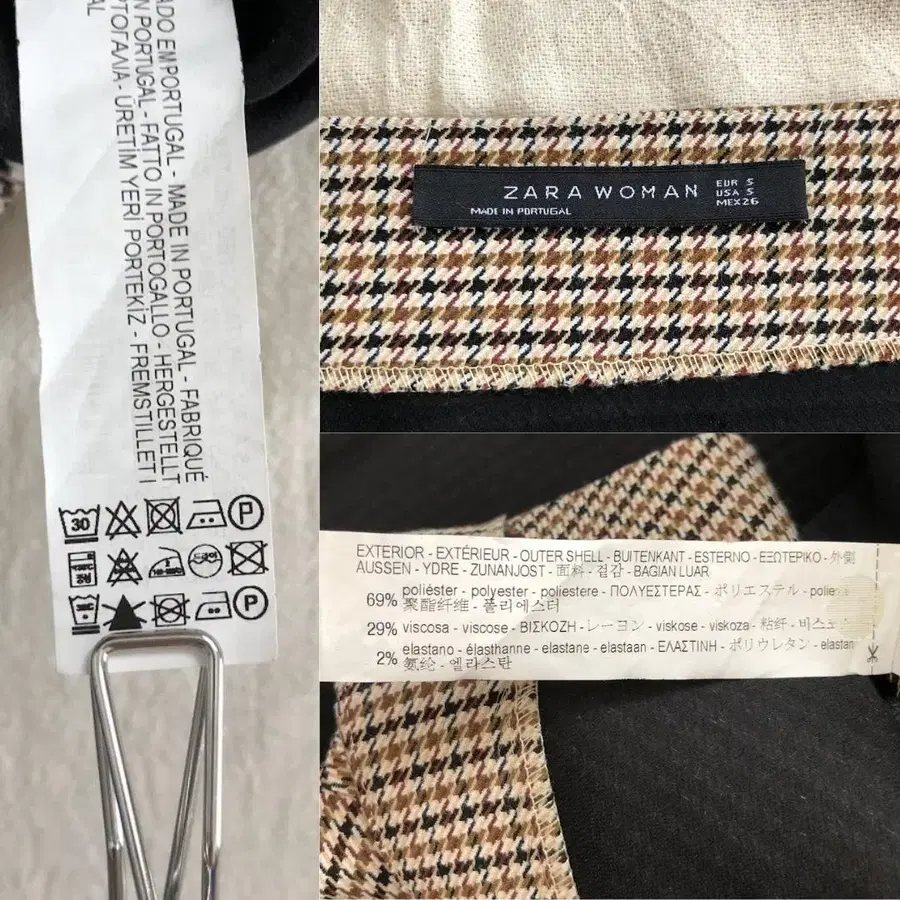 EM PORTUGAL - MADE IN PORTUGAL - FABRIQUÉ
PORTUGAL - FATTO IN PORTOGALLO - HERGESTELLT
ΠΟΡΤΟΓΑΛΙΑ - ÜRETİM YERİ PORTEKİZ - FREMSTILLET I
30
P
P
ZARA WOMAN
EUR S
USA S
MEX 26
MADE IN PORTUGAL
EXTERIOR - EXTÉRIEUR - OUTER SHELL - BUITENKANT - ESTERNO - ΕΞΩΤΕΡΙΚΟ - 外側
AUSSEN - YDRE - ZUNANJOST - 面料 - 겉감 - BAGIAN LUAR
69% poliéster - polyester - poliestere - ΠΟΛΥΕΣΤΕΡΑΣ - ポリエステル -
聚酯纤维 - 폴리에스터
29% viscosa - viscose - ΒΙΣΚΟΖΗ - レーヨン - viskose - viskoza - 粘纤 -
2% elastano - élasthanne - elastane - elastaan - ΕΛΑΣΤΙΝΗ - ポリウレタン - elastan
氨纶 - 엘라스탄